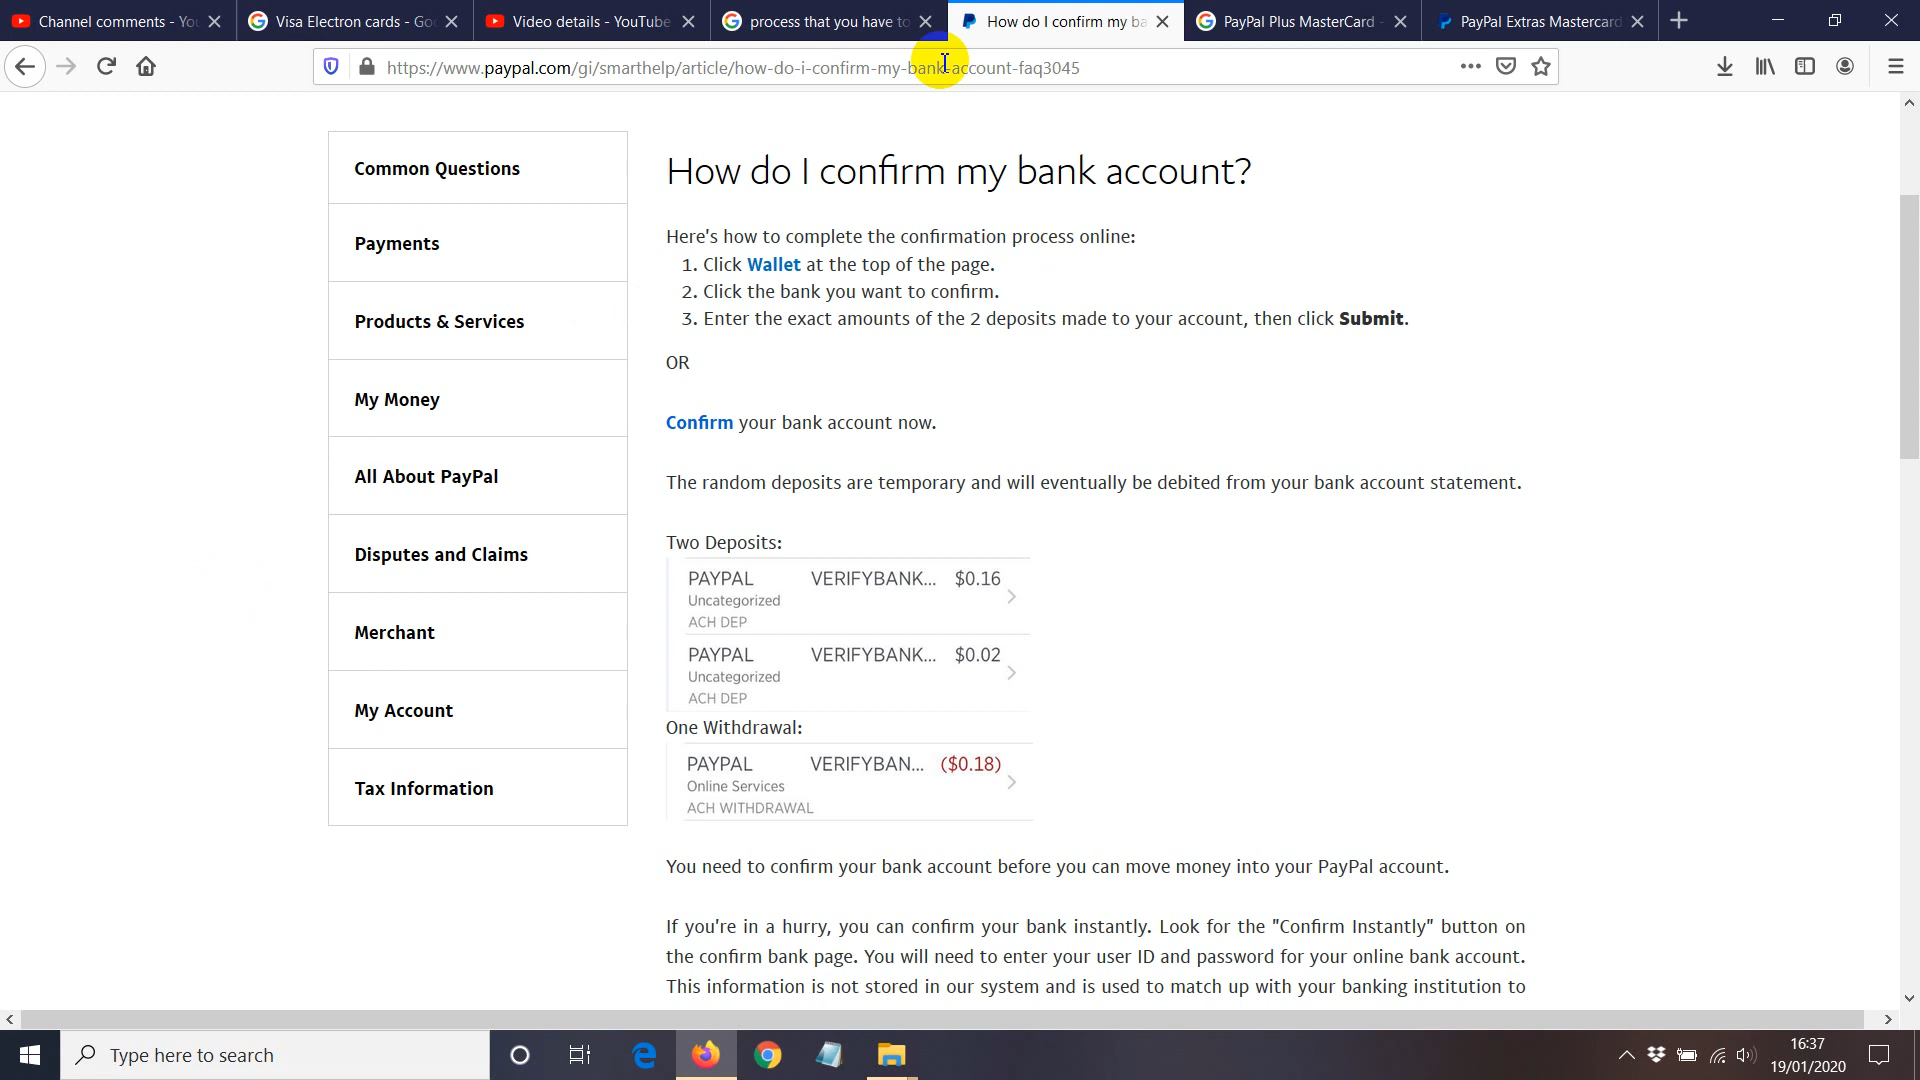 Channel comments - You
Visa Electron cards - Goo
Video details - YouTube
process that you have to
How do I confirm my ba
PayPal Plus MasterCard -
PayPal Extras Mastercard
https://www.paypal.com/gi/smarthelp/article/how-do-i-confirm-my-bank-account-faq3045
Common Questions
Payments
Products & Services
My Money
All About PayPal
Disputes and Claims
Merchant
My Account
Tax Information
How do I confirm my bank account?
Here's how to complete the confirmation process online:
1. Click Wallet at the top of the page.
2. Click the bank you want to confirm.
3. Enter the exact amounts of the 2 deposits made to your account, then click Submit.
OR
Confirm your bank account now.
The random deposits are temporary and will eventually be debited from your bank account statement.
Two Deposits:
PAYPAL VERIFYBANK... $0.16
Uncategorized
ACH DEP
PAYPAL VERIFYBANK... $0.02
Uncategorized
ACH DEP
One Withdrawal:
PAYPAL VERIFYBAN... ($0.18)
Online Services
ACH WITHDRAWAL
You need to confirm your bank account before you can move money into your PayPal account.
If you're in a hurry, you can confirm your bank instantly. Look for the "Confirm Instantly" button on
the confirm bank page. You will need to enter your user ID and password for your online bank account.
This information is not stored in our system and is used to match up with your banking institution to
Type here to search
16:37
19/01/2020